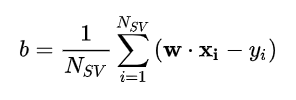 b = \frac{1}{N_{SV}} \sum_{i=1}^{N_{SV}} (\mathbf{w} \cdot \mathbf{x_i} - y_i)